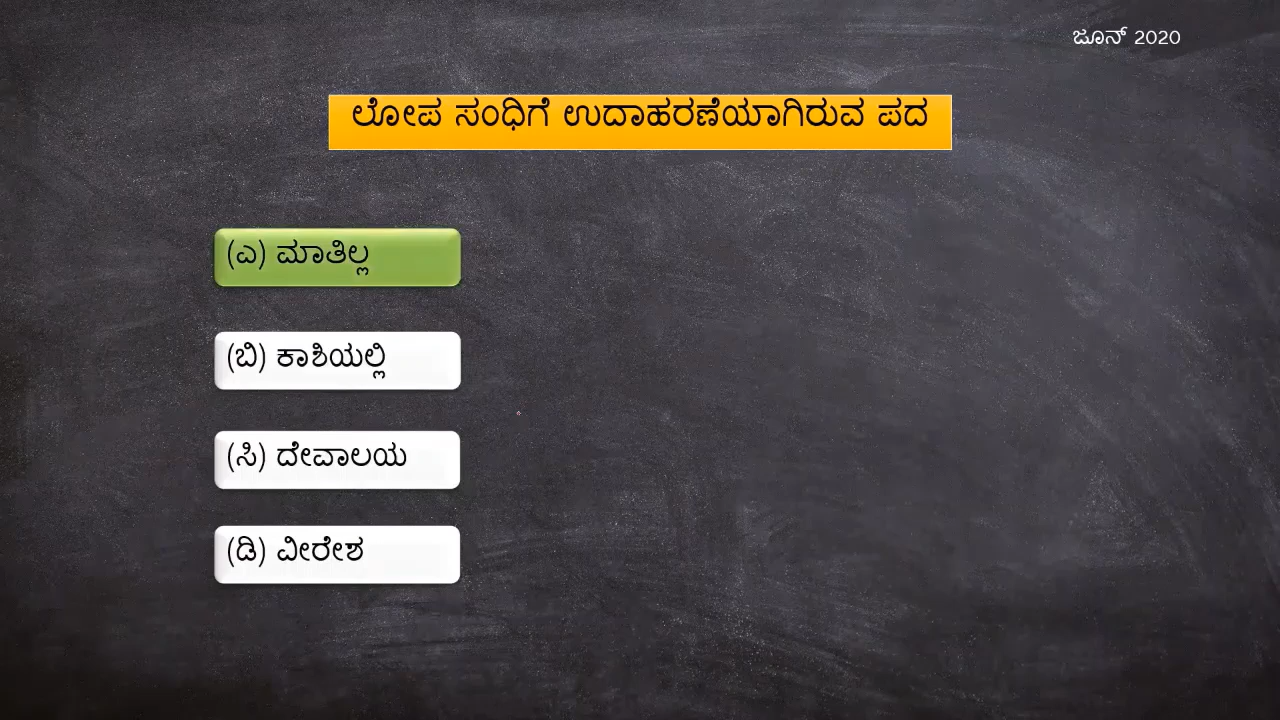 ಜೂನ್ 2020
ಲೋಪ ಸಂಧಿಗೆ ಉದಾಹರಣೆಯಾಗಿರುವ ಪದ
(ಎ) ಮಾತಿಲ್ಲ
(ಬಿ) ಕಾಶಿಯಲ್ಲಿ
(ಸಿ) ದೇವಾಲಯ
(ಡಿ) ವೀರೇಶ